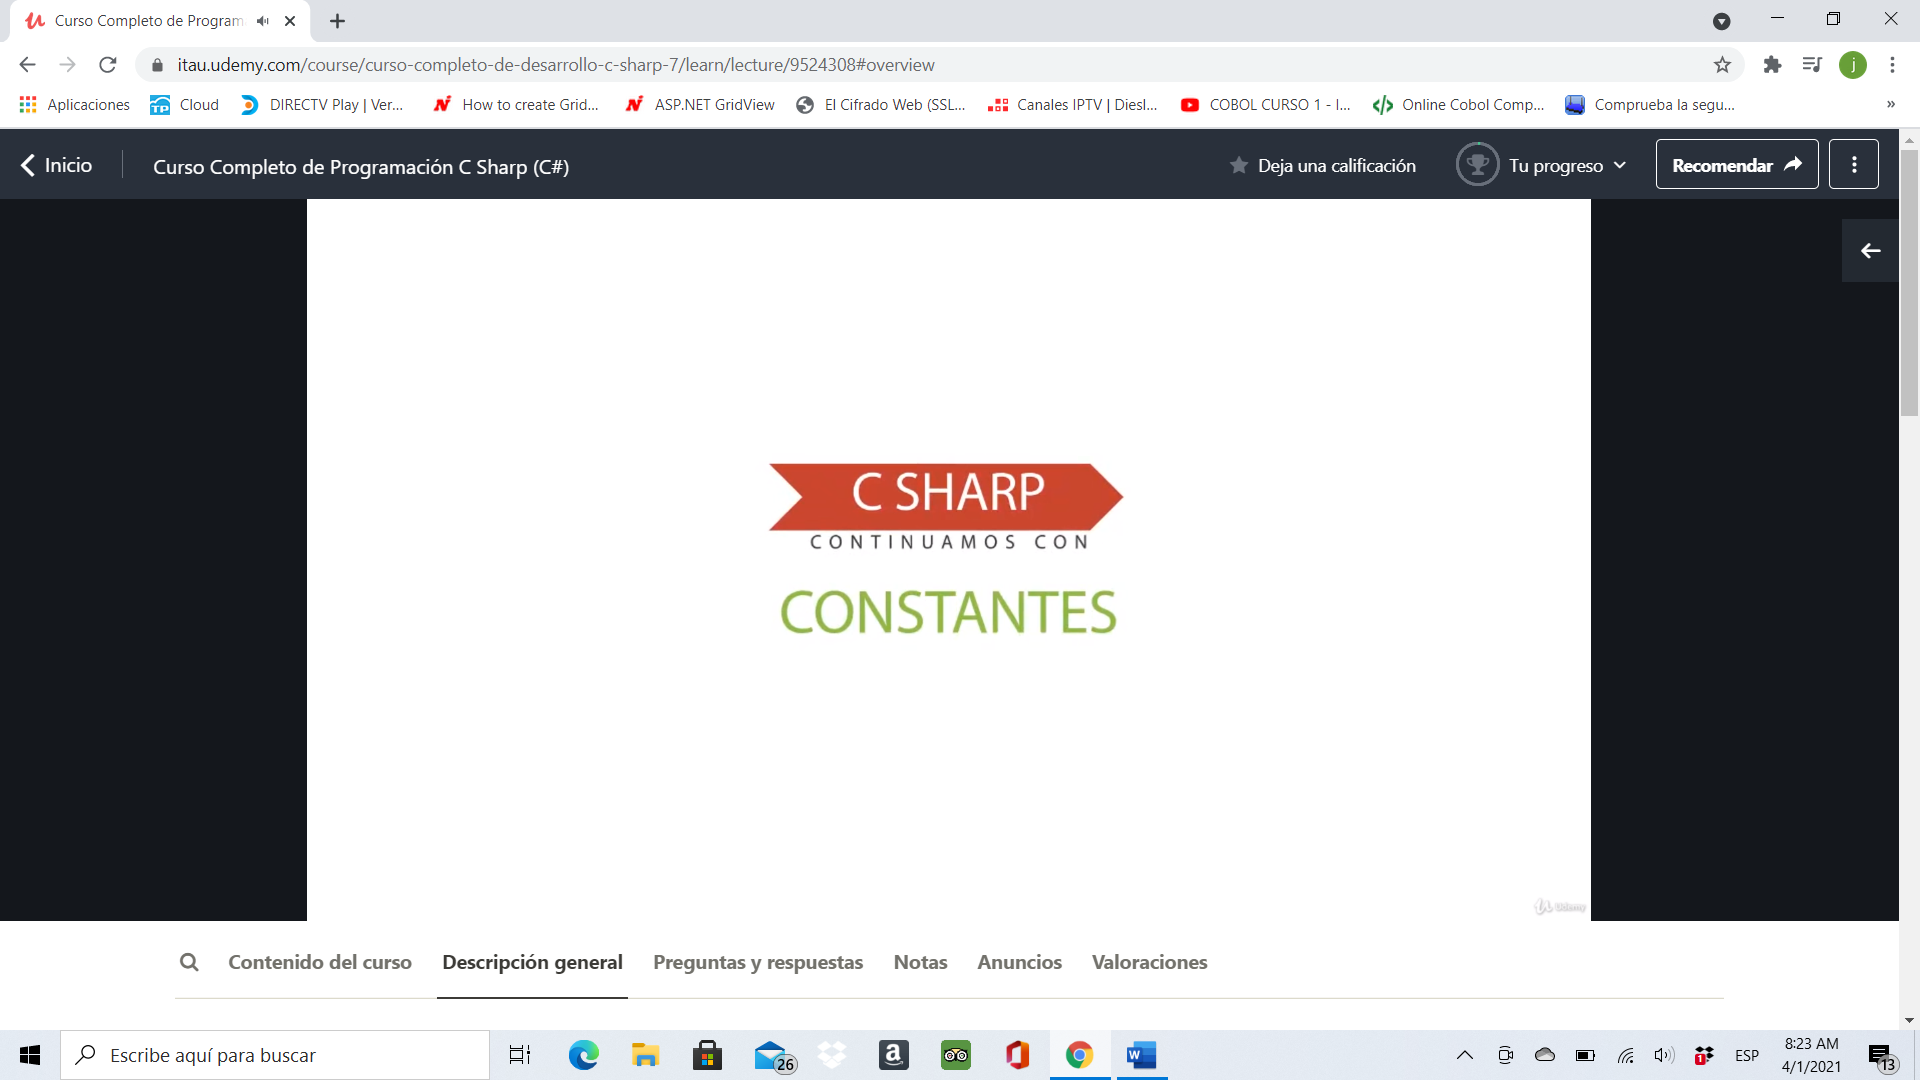 Curso Completo de Program
itau.udemy.com/course/curso-completo-de-desarrollo-c-sharp-7/learn/lecture/9524308#overview
j
Aplicaciones
TP Cloud
DIRECTV Play | Ver...
How to create Grid...
ASP.NET GridView
El Cifrado Web (SSL...
Canales IPTV | Diesl...
COBOL CURSO 1 - I...
Online Cobol Comp...
Comprueba la segu...
»
Inicio
Curso Completo de Programación C Sharp (C#)
Deja una calificación
Tu progreso
Recomendar
C SHARP
CONTINUAMOS CON
CONSTANTES
Udemy
Contenido del curso
Descripción general
Preguntas y respuestas
Notas
Anuncios
Valoraciones
Escribe aquí para buscar
26
a
W
1
ESP
8:23 AM
4/1/2021
13